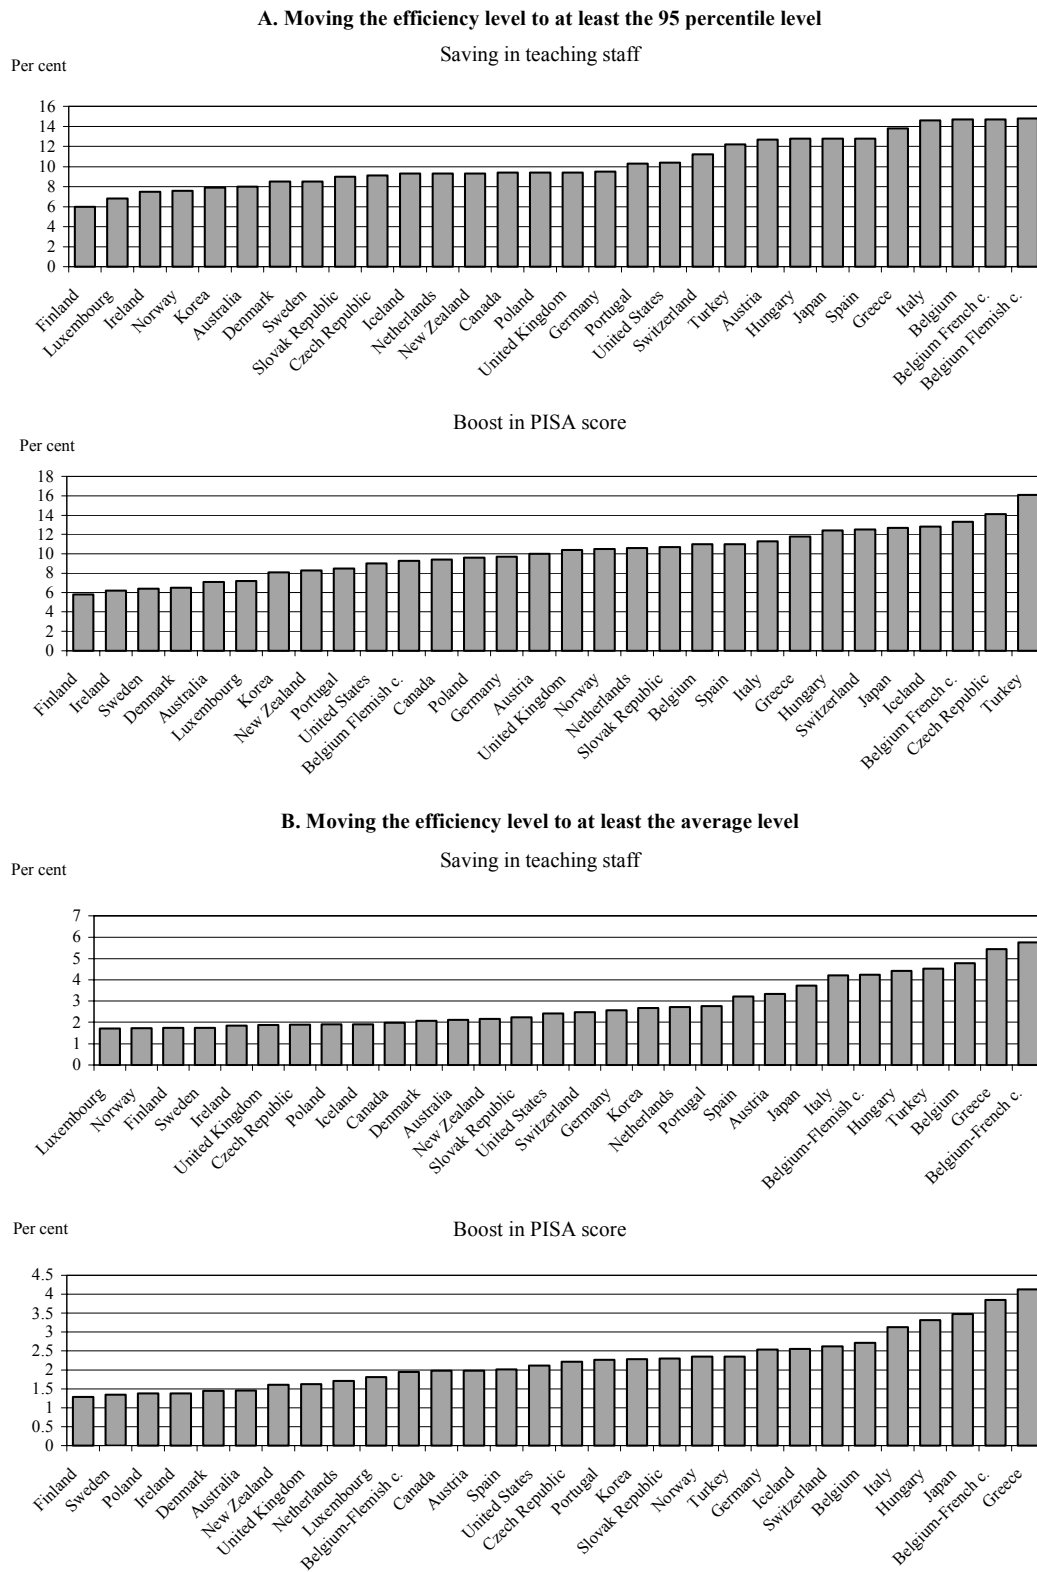 A. Moving the efficiency level to at least the 95 percentile level
Saving in teaching staff
Per cent
16
14
12
10
8
6
4
2
0
Finland
Luxembourg
Ireland
Norway
Korea
Australia
Denmark
Sweden
Slovak Republic
Czech Republic
Iceland
Netherlands
New Zealand
Canada
Poland
United Kingdom
Germany
Portugal
United States
Switzerland
Turkey
Austria
Hungary
Japan
Spain
Greece
Italy
Belgium
Belgium French c.
Belgium Flemish c.
Boost in PISA score
Per cent
18
16
14
12
10
8
6
4
2
0
Finland
Ireland
Sweden
Denmark
Australia
Luxembourg
Korea
New Zealand
Portugal
United States
Belgium Flemish c.
Canada
Poland
Germany
Austria
United Kingdom
Norway
Netherlands
Slovak Republic
Belgium
Spain
Italy
Greece
Hungary
Switzerland
Japan
Iceland
Belgium French c.
Czech Republic
Turkey
B. Moving the efficiency level to at least the average level
Saving in teaching staff
Per cent
7
6
5
4
3
2
1
0
Luxembourg
Norway
Finland
Sweden
Ireland
United Kingdom
Czech Republic
Poland
Iceland
Canada
Denmark
Australia
New Zealand
Slovak Republic
United States
Switzerland
Germany
Korea
Netherlands
Portugal
Spain
Austria
Japan
Italy
Belgium-Flemish c.
Hungary
Turkey
Belgium
Greece
Belgium-French c.
Boost in PISA score
Per cent
4.5
4
3.5
3
2.5
2
1.5
1
0.5
0
Finland
Sweden
Poland
Ireland
Denmark
Australia
New Zealand
United Kingdom
Netherlands
Luxembourg
Belgium-Flemish c.
Canada
Austria
Spain
United States
Czech Republic
Portugal
Korea
Slovak Republic
Norway
Turkey
Germany
Iceland
Switzerland
Belgium
Italy
Hungary
Japan
Belgium-French c.
Greece